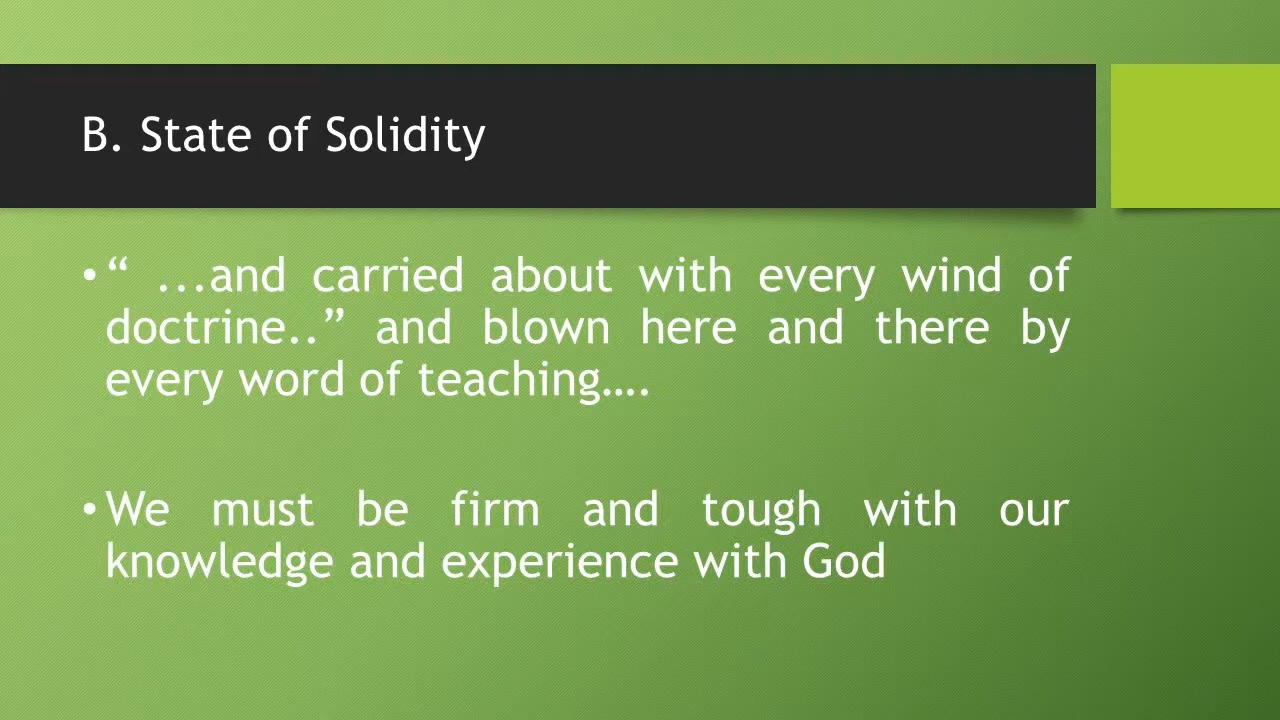 B. State of Solidity
• “ ...and carried about with every wind of
doctrine..” and blown here and there by
every word of teaching….
• We must be firm and tough with our
knowledge and experience with God